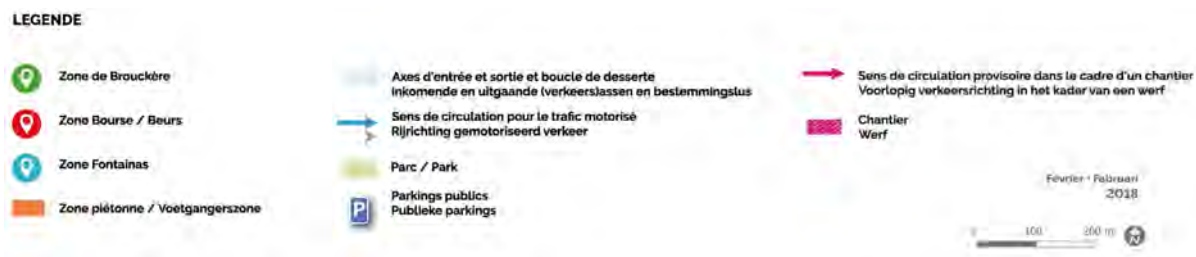 LEGENDE
Zone de Brouckère
Zone Bourse / Beurs
Zone Fontainas
Zone piétonne / Voetgangerszone
Axes d'entrée et sortie et boucle de desserte
Inkomende en uitgaande (verkeers)assen en bestemmingslus
Sens de circulation pour le trafic motorisé
Rijrichting gemotoriseerd verkeer
Parc / Park
P
Parkings publics
Publieke parkings
Sens de circulation provisoire dans le cadre d'un chantier
Voorlopig verkeersrichting in het kader van een werf
Chantier
Werf
Février • Februari
2018
0 100 200 m
N